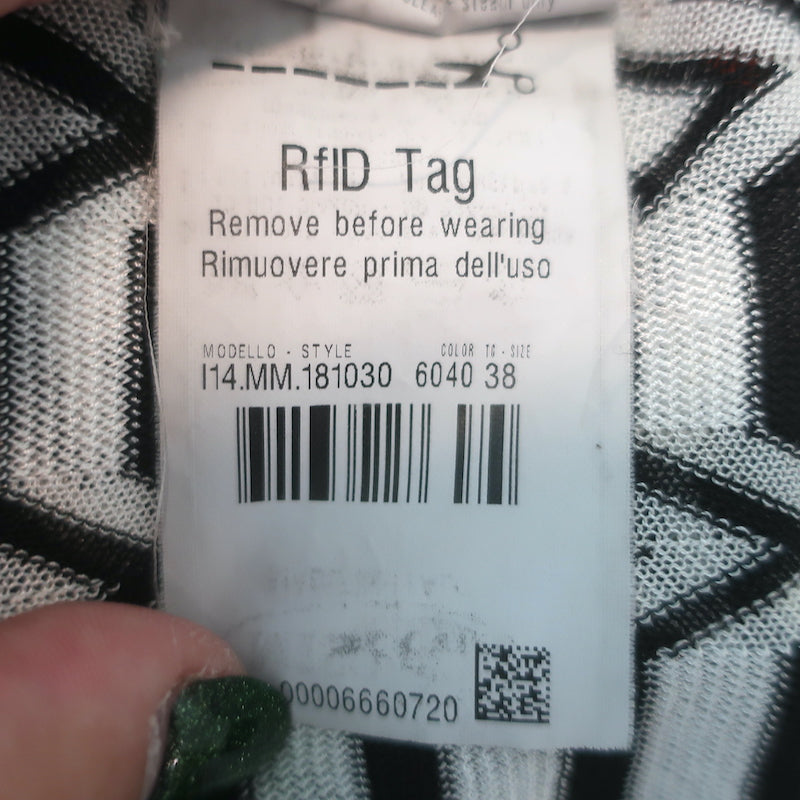 RfID Tag
Remove before wearing
Rimuovere prima dell'uso
MODELLO - STYLE COLOR TG - SIZE
I14.MM.181030 6040 38
00006660720